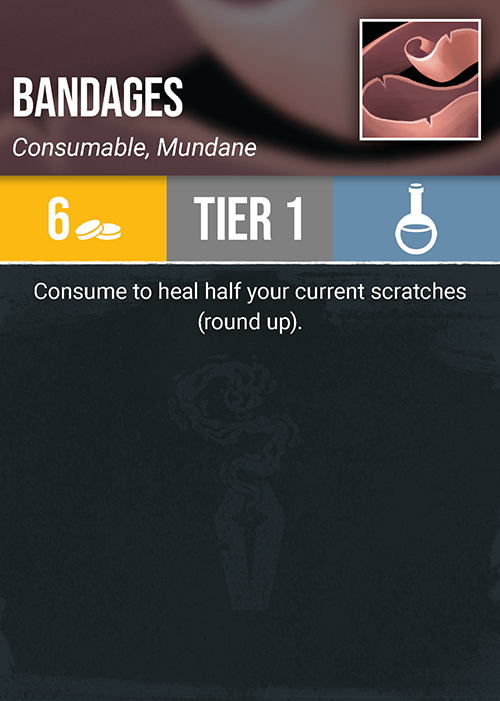 BANDAGES
Consumable, Mundane
6 TIER 1
Consume to heal half your current scratches
(round up).